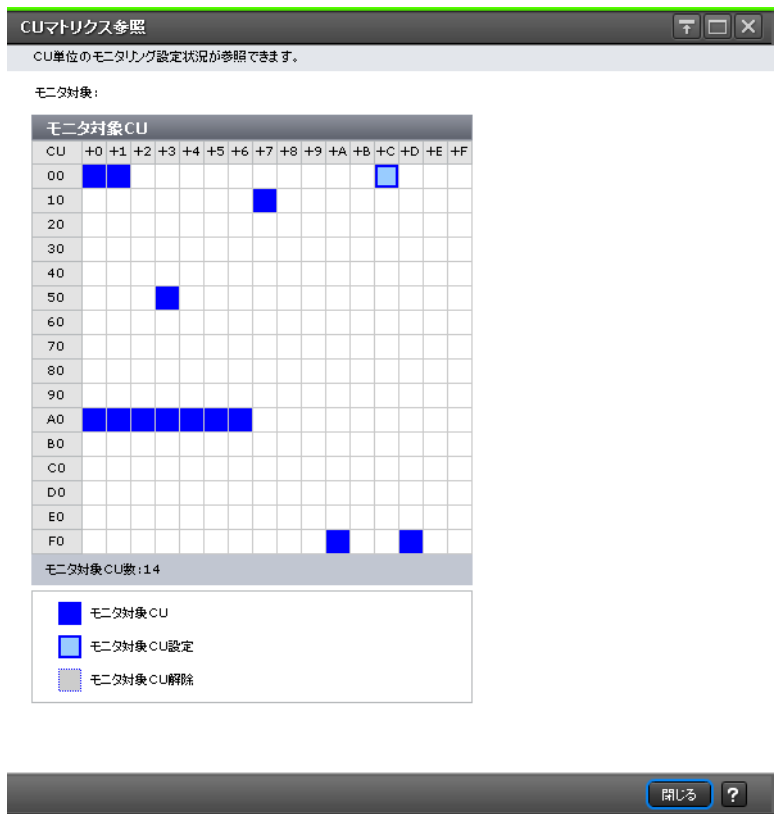 CUマトリクス参照
CU単位のモニタリング設定状況が参照できます。
モニタ対象:
モニタ対象CU
CU +0 +1 +2 +3 +4 +5 +6 +7 +8 +9 +A +B +C +D +E +F
00
10
20
30
40
50
60
70
80
90
A0
B0
C0
D0
E0
F0
モニタ対象CU数:14
モニタ対象CU
モニタ対象CU設定
モニタ対象CU解除
閉じる ?